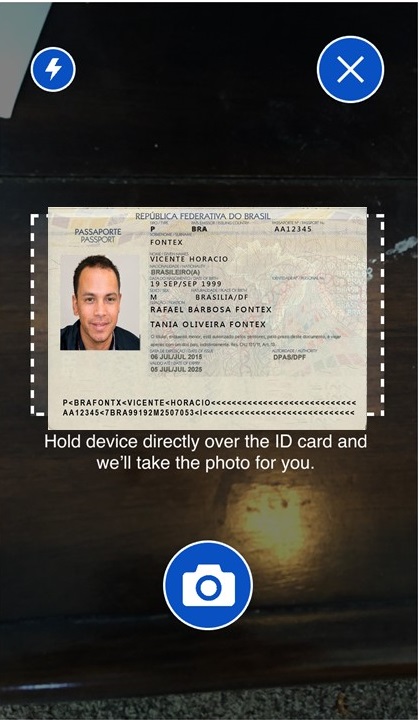 REPÚBLICA FEDERATIVA DO BRASIL
PASSAPORTE
PASSPORT
P BRA AA12345
FONTEX
VICENTE HORACIO
BRASILEIRO(A)
19 SEP/SEP 1999
M BRASILIA/DF
RAFAEL BARBOSA FONTEX
TANIA OLIVEIRA FONTEX
06 JUL/JUL 2015 DPAS/DPF
05 JUL/JUL 2025
P<BRAFONTX<VICENTE<HORACIO<<<<<<<<<<<<<<<<<<<<<<<<<<<<
AA12345<7BRA99192M2507053<I<<<<<<<<<<<<<<<<<<<<<<<<<<<
Hold device directly over the ID card and
we'll take the photo for you.